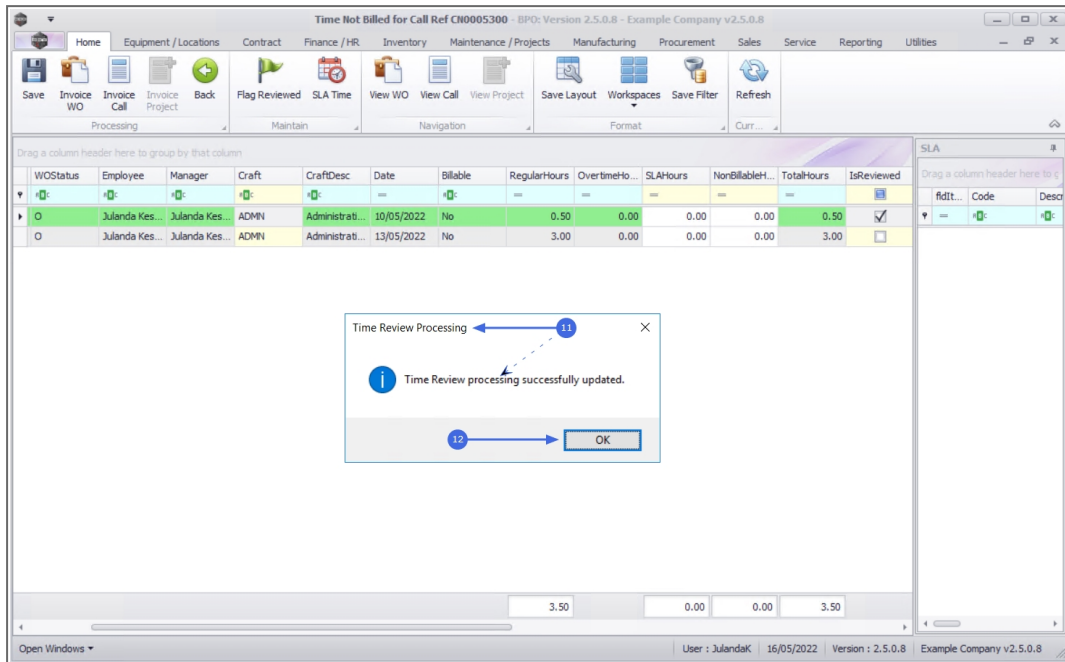 Time Not Billed for Call Ref CN0005300 - BPO: Version 2.5.0.8 - Example Company v2.5.0.8
Home Equipment / Locations Contract Finance / HR Inventory Maintenance / Projects Manufacturing Procurement Sales Service Reporting Utilities
Save Invoice WO Invoice Call Invoice Project Back Flag Reviewed SLA Time View WO View Call View Project Save Layout Workspaces Save Filter Refresh
Processing Maintain Navigation Format Curr...
Drag a column header here to group by that column
WOStatus Employee Manager Craft CraftDesc Date Billable RegularHours OvertimeHo... SLAHours NonBillableH... TotalHours IsReviewed
O Julanda Kes... Julanda Kes... ADMN Administrati... 10/05/2022 No 0.50 0.00 0.00 0.00 0.50
O Julanda Kes... Julanda Kes... ADMN Administrati... 13/05/2022 No 3.00 0.00 0.00 0.00 3.00
SLA
Drag a column header here to g
fldIt... Code Descr
Time Review Processing 11
Time Review processing successfully updated.
12 OK
3.50 0.00 0.00 3.50
Open Windows User : JulandaK 16/05/2022 Version : 2.5.0.8 Example Company v2.5.0.8